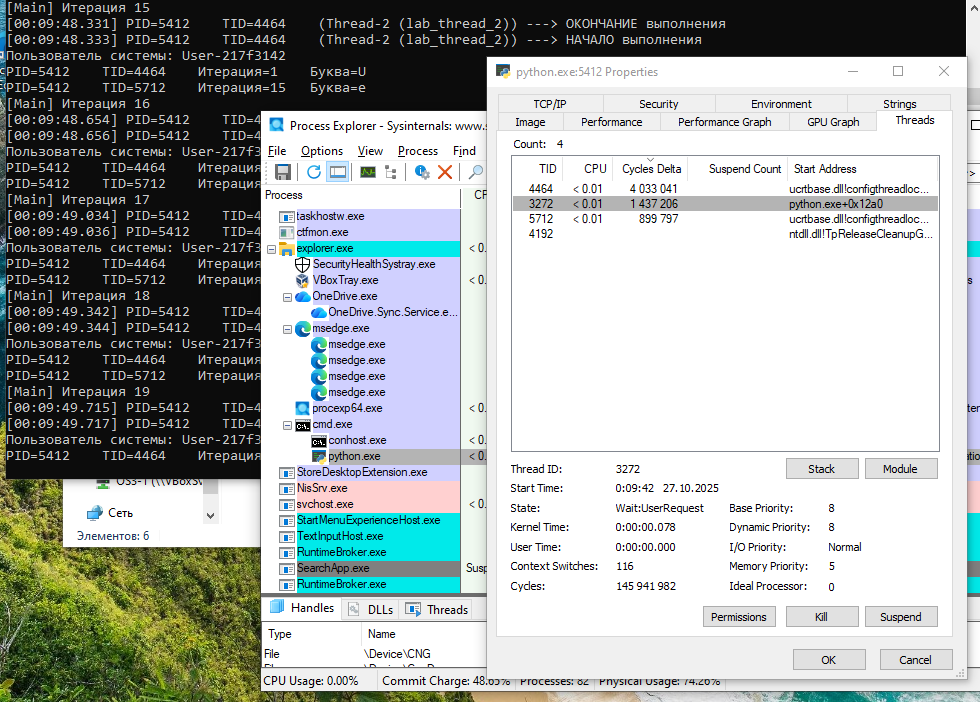 [Main] Итерация 15
[00:09:48.331] PID=5412 TID=4464 (Thread-2 (lab_thread_2)) ---> ОКОНЧАНИЕ выполнения
[00:09:48.333] PID=5412 TID=4464 (Thread-2 (lab_thread_2)) ---> НАЧАЛО выполнения
Пользователь системы: User-217f3142
PID=5412 TID=4464 Итерация=1 Буква=U
PID=5412 TID=5712 Итерация=15 Буква=е
[Main] Итерация 16
[00:09:48.654] PID=5412 TID=4
[00:09:48.656] PID=5412 TID=4
Пользователь системы: User-217f3
PID=5412 TID=4464 Итерация
PID=5412 TID=5712 Итерация
[Main] Итерация 17
[00:09:49.034] PID=5412 TID=4
[00:09:49.036] PID=5412 TID=4
Пользователь системы: User-217f3
PID=5412 TID=4464 Итерация
PID=5412 TID=5712 Итерация
[Main] Итерация 18
[00:09:49.342] PID=5412 TID=4
[00:09:49.344] PID=5412 TID=4
Пользователь системы: User-217f3
PID=5412 TID=4464 Итерация
PID=5412 TID=5712 Итерация
[Main] Итерация 19
[00:09:49.715] PID=5412 TID=4
[00:09:49.717] PID=5412 TID=4
Пользователь системы: User-217f3
PID=5412 TID=4464 Итерация
Сеть
Элементов: 6
Process Explorer - Sysinternals: www.s
File Options View Process Find
Process CP
taskhostw.exe
ctfmon.exe
explorer.exe < 0.
SecurityHealthSystray.exe
VBoxTray.exe < 0.
OneDrive.exe
OneDrive.Sync.Service.e...
msedge.exe
msedge.exe
msedge.exe
msedge.exe
msedge.exe
procexp64.exe < 0.
cmd.exe
conhost.exe < 0.
python.exe < 0.
StoreDesktopExtension.exe
NisSrv.exe
svchost.exe < 0.
StartMenuExperienceHost.exe
TextInputHost.exe
RuntimeBroker.exe
SearchApp.exe Susp
RuntimeBroker.exe
Handles DLLs Threads
Type Name
File \Device\CNG
CPU Usage: 0.00% Commit Charge: 48.65% Processes: 82 Physical Usage: 74.26%
python.exe:5412 Properties
TCP/IP Security Environment Strings
Image Performance Performance Graph GPU Graph Threads
Count: 4
TID CPU Cycles Delta Suspend Count Start Address
4464 < 0.01 4 033 041 ucrtbase.dll!configthreadloc...
3272 < 0.01 1 437 206 python.exe+0x12a0
5712 < 0.01 899 797 ucrtbase.dll!configthreadloc...
4192 ntdll.dll!TpReleaseCleanupG...
Thread ID: 3272 Stack Module
Start Time: 0:09:42 27.10.2025
State: Wait:UserRequest Base Priority: 8
Kernel Time: 0:00:00.078 Dynamic Priority: 8
User Time: 0:00:00.000 I/O Priority: Normal
Context Switches: 116 Memory Priority: 5
Cycles: 145 941 982 Ideal Processor: 0
Permissions Kill Suspend
OK Cancel